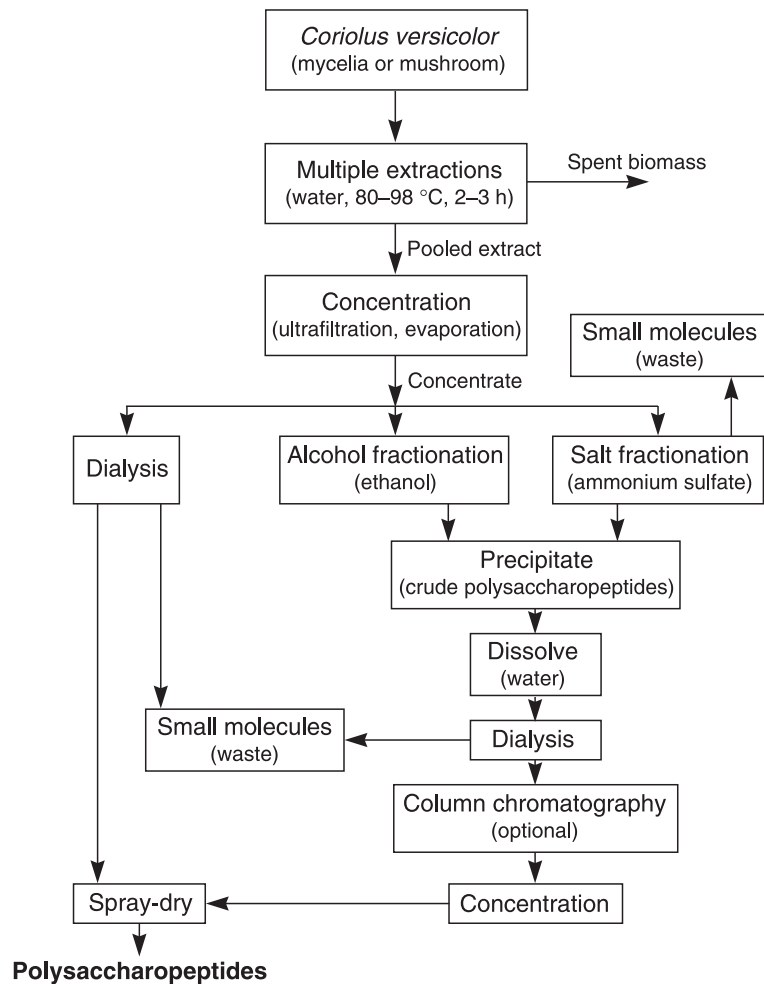 Coriolus versicolor
(mycelia or mushroom)
Multiple extractions
(water, 80–98 °C, 2–3 h)
Spent biomass
Pooled extract
Concentration
(ultrafiltration, evaporation)
Small molecules
(waste)
Concentrate
Dialysis
Alcohol fractionation
(ethanol)
Salt fractionation
(ammonium sulfate)
Precipitate
(crude polysaccharopeptides)
Dissolve
(water)
Small molecules
(waste)
Dialysis
Column chromatography
(optional)
Spray-dry
Concentration
Polysaccharopeptides